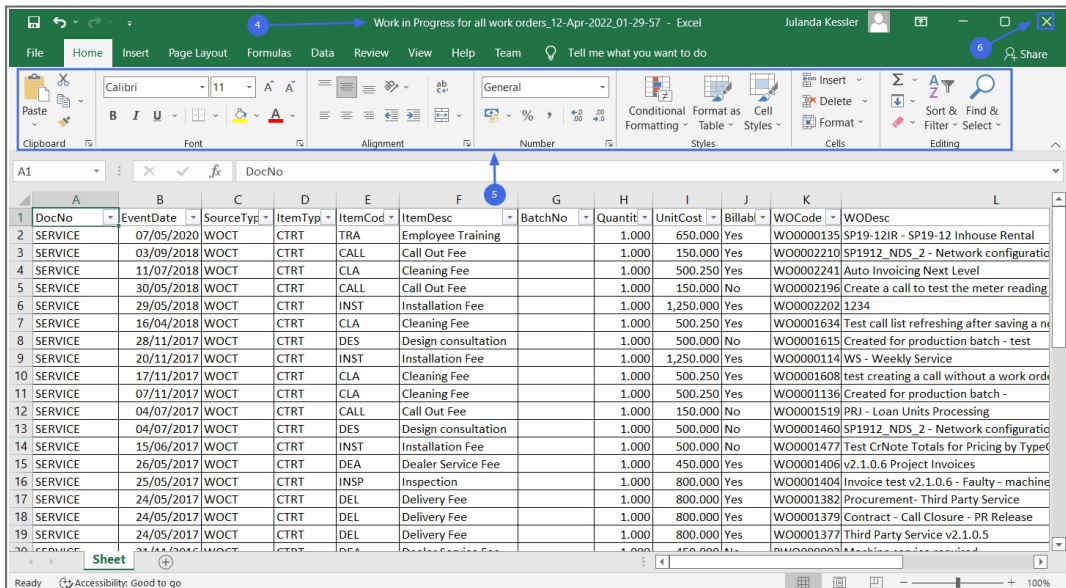 4 Work in Progress for all work orders_12-Apr-2022_01-29-57 - Excel Julanda Kessler
File Home Insert Page Layout Formulas Data Review View Help Team Tell me what you want to do 6 Share
Calibri 11 A A ab General Insert Σ A Z
Paste Conditional Format as Cell Delete Sort & Find &
B I U A % , Formatting Table Styles Format Filter Select
Clipboard Font Alignment Number Styles Cells Editing
A1 fx DocNo 5
A B C D E F G H I J K L
1 DocNo EventDate SourceTyp ItemTyp ItemCod ItemDesc BatchNo Quantit UnitCost Billabl WOCode WODesc
2 SERVICE 07/05/2020 WOCT CTRT TRA Employee Training 1.000 650.000 Yes WO0000135 SP19-12IR - SP19-12 Inhouse Rental
3 SERVICE 03/09/2018 WOCT CTRT CALL Call Out Fee 1.000 150.000 Yes WO0002210 SP1912_NDS_2 - Network configuratio
4 SERVICE 11/07/2018 WOCT CTRT CLA Cleaning Fee 1.000 500.250 Yes WO0002241 Auto Invoicing Next Level
5 SERVICE 30/05/2018 WOCT CTRT CALL Call Out Fee 1.000 150.000 No WO0002196 Create a call to test the meter reading
6 SERVICE 29/05/2018 WOCT CTRT INST Installation Fee 1.000 1,250.000 Yes WO0002202 1234
7 SERVICE 16/04/2018 WOCT CTRT CLA Cleaning Fee 1.000 500.250 Yes WO0001634 Test call list refreshing after saving a ne
8 SERVICE 28/11/2017 WOCT CTRT DES Design consultation 1.000 500.000 No WO0001615 Created for production batch - test
9 SERVICE 20/11/2017 WOCT CTRT INST Installation Fee 1.000 1,250.000 Yes WO0000114 WS - Weekly Service
10 SERVICE 17/11/2017 WOCT CTRT CLA Cleaning Fee 1.000 500.250 Yes WO0001608 test creating a call without a work orde
11 SERVICE 07/11/2017 WOCT CTRT CLA Cleaning Fee 1.000 500.250 Yes WO0001136 Created for production batch -
12 SERVICE 04/07/2017 WOCT CTRT CALL Call Out Fee 1.000 150.000 No WO0001519 PRJ - Loan Units Processing
13 SERVICE 04/07/2017 WOCT CTRT DES Design consultation 1.000 500.000 No WO0001460 SP1912_NDS_2 - Network configuratio
14 SERVICE 15/06/2017 WOCT CTRT INST Installation Fee 1.000 500.000 No WO0001477 Test CrNote Totals for Pricing by TypeC
15 SERVICE 26/05/2017 WOCT CTRT DEA Dealer Service Fee 1.000 450.000 Yes WO0001406 v2.1.0.6 Project Invoices
16 SERVICE 25/05/2017 WOCT CTRT INSP Inspection 1.000 800.000 Yes WO0001404 Invoice test v2.1.0.6 - Faulty - machine
17 SERVICE 24/05/2017 WOCT CTRT DEL Delivery Fee 1.000 800.000 Yes WO0001382 Procurement- Third Party Service
18 SERVICE 24/05/2017 WOCT CTRT DEL Delivery Fee 1.000 800.000 Yes WO0001379 Contract - Call Closure - PR Release
19 SERVICE 24/05/2017 WOCT CTRT DEL Delivery Fee 1.000 800.000 Yes WO0001377 Third Party Service v2.1.0.5
Sheet
Ready Accessibility: Good to go 100%